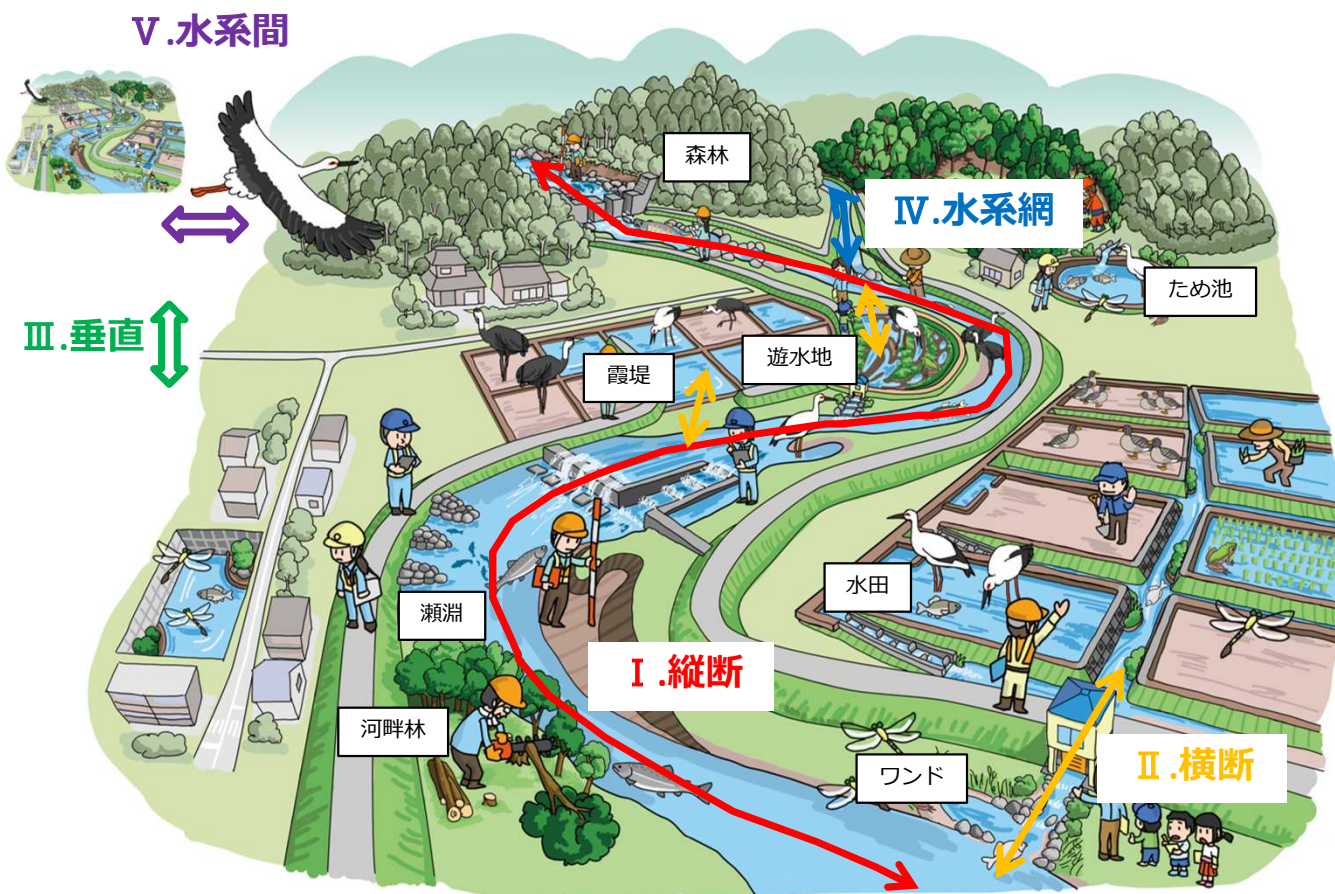 Ⅴ.水系間
森林
Ⅳ.水系網
ため池
Ⅲ.垂直
遊水地
霞堤
水田
瀬淵
Ⅰ.縦断
河畔林
Ⅱ.横断
ワンド